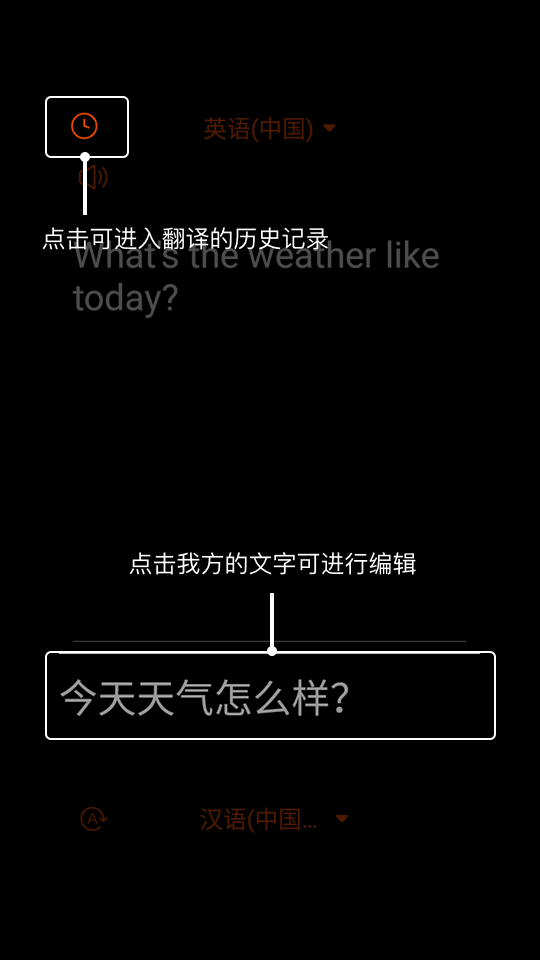 英语(中国)
点击可进入翻译的历史记录
What's the weather like
today?
点击我方的文字可进行编辑
今天天气怎么样？
A
汉语(中国...